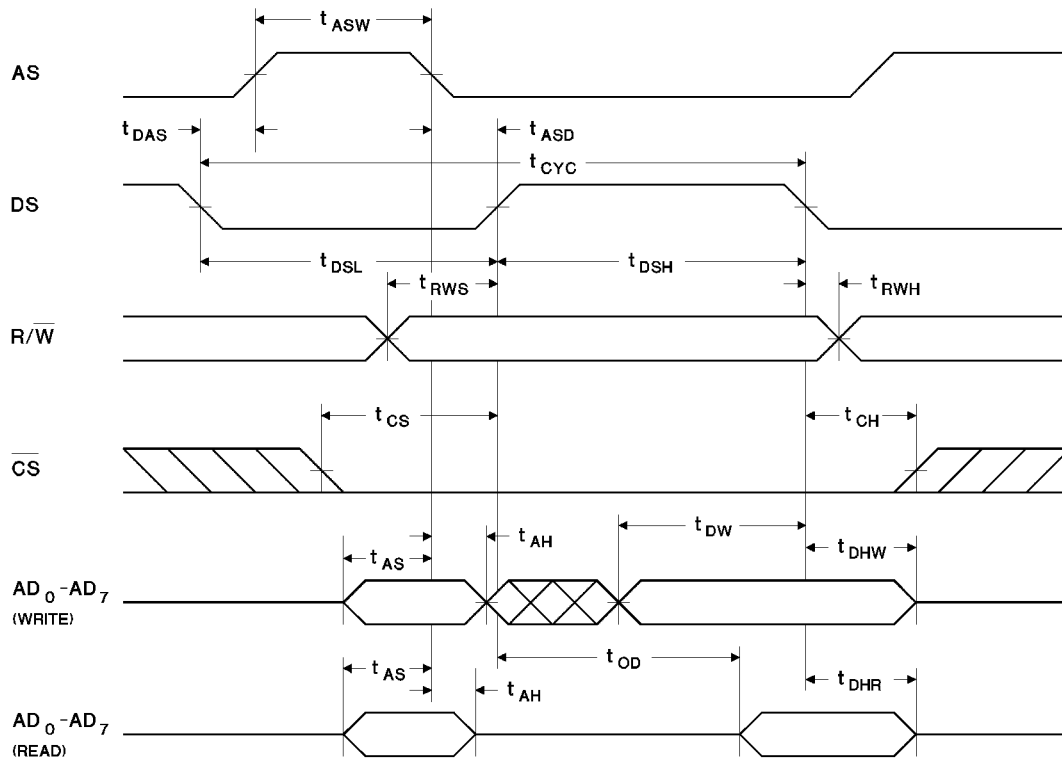 t ASW
AS
t DAS
t ASD
t CYC
DS
t DSL
t DSH
t RWS
t RWH
R/W̅
t CS
t CH
C̅S̅
t DW
t AH
t AS
t DHW
AD 0 -AD 7
(WRITE)
t OD
t AS
t AH
t DHR
AD 0 -AD 7
(READ)